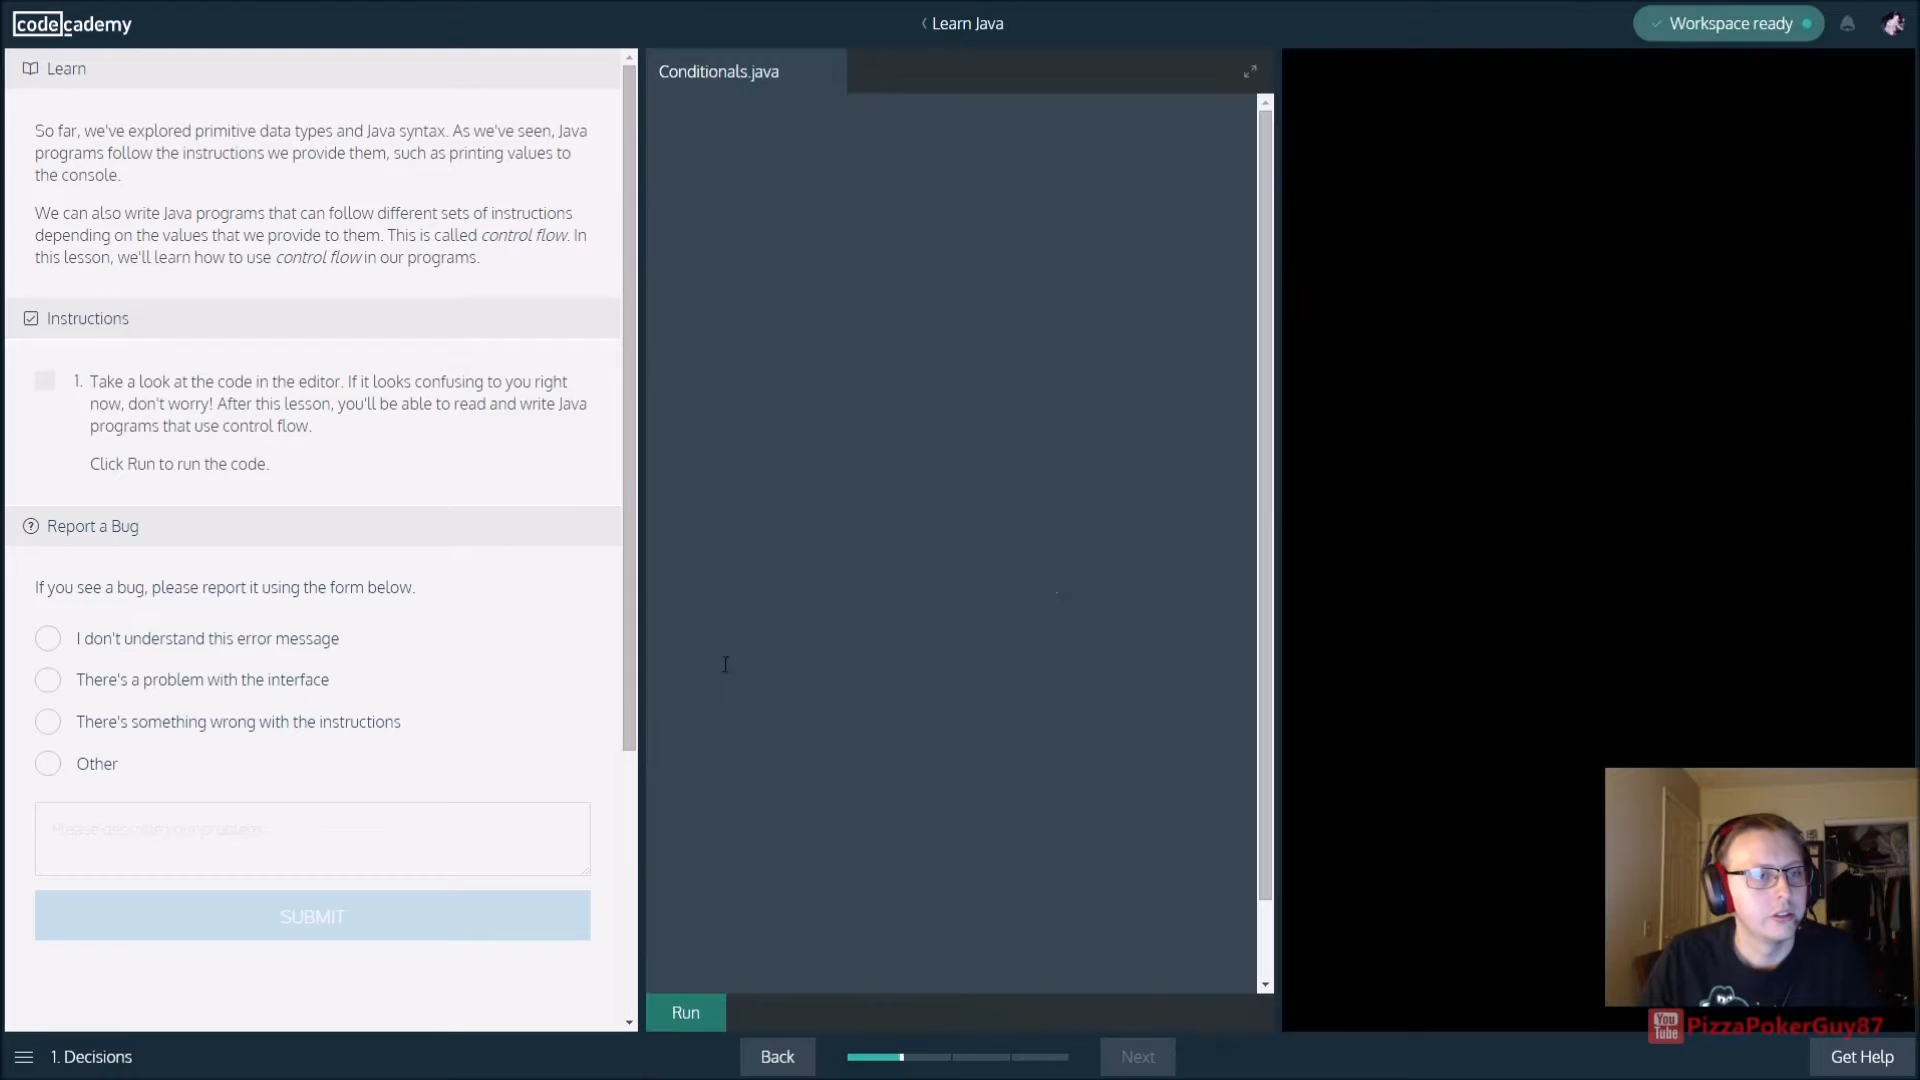 codecademy
Learn Java
Workspace ready
Learn
So far, we've explored primitive data types and Java syntax. As we've seen, Java
programs follow the instructions we provide them, such as printing values to
the console.
We can also write Java programs that can follow different sets of instructions
depending on the values that we provide to them. This is called control flow. In
this lesson, we'll learn how to use control flow in our programs.
Instructions
1. Take a look at the code in the editor. If it looks confusing to you right
now, don't worry! After this lesson, you'll be able to read and write Java
programs that use control flow.
Click Run to run the code.
Report a Bug
If you see a bug, please report it using the form below.
I don't understand this error message
There's a problem with the interface
There's something wrong with the instructions
Other
Please describe your problem...
SUBMIT
Conditionals.java
Run
You
Tube
PizzaPokerGuy87
1. Decisions
Back
Next
Get Help